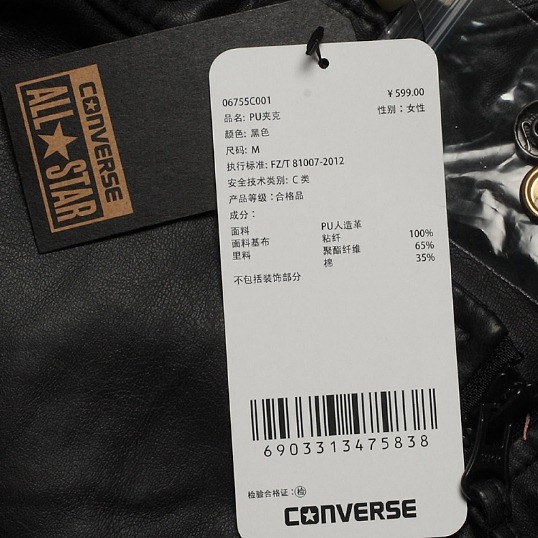 CONVERSE
ALL★STAR
06755C001 ￥599.00
品名: PU夹克 性别：女性
颜色: 黑色
尺码: M
执行标准: FZ/T 81007-2012
安全技术类别: C 类
产品等级：合格品
成分：
面料 PU人造革
面料基布 粘纤 100%
里料 聚酯纤维 65%
棉 35%
不包括装饰部分
6903313475838
检验合格证：㊓检
CONVERSE